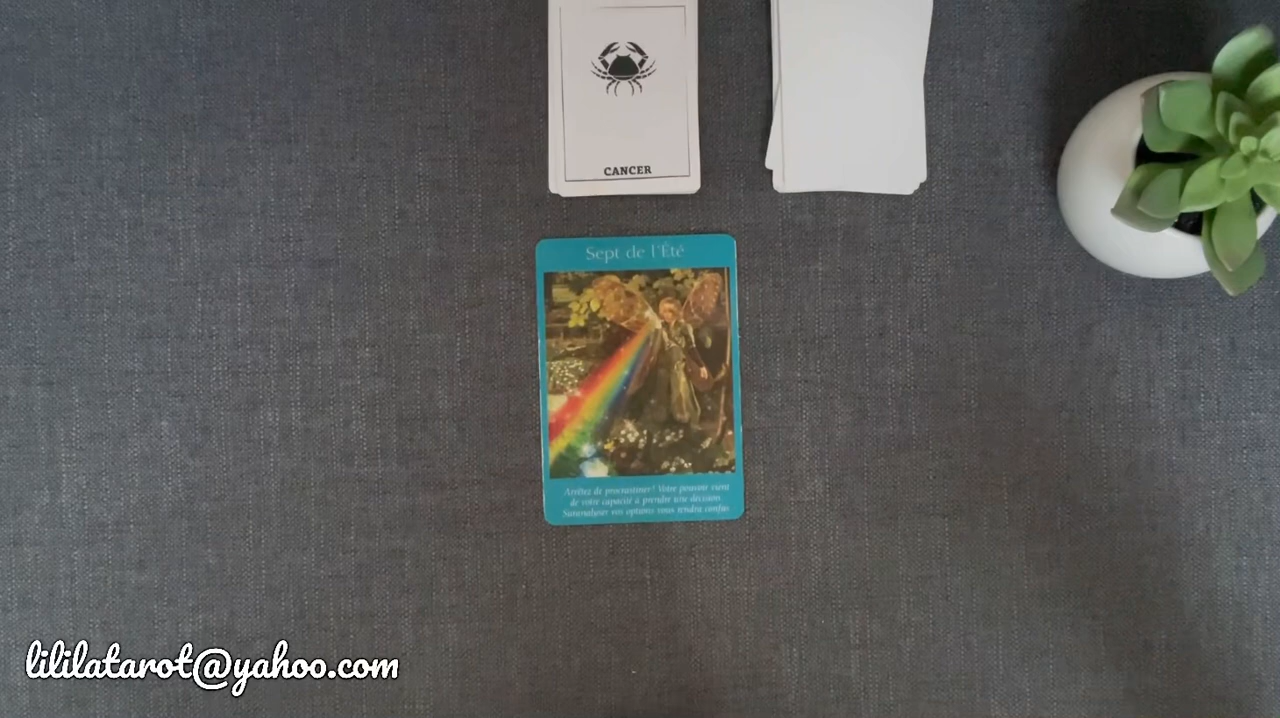 CANCER
Sept de l'Été
Arrêtez de procrastiner! Votre pouvoir vient
de votre capacité à prendre une décision.
Suranalyser vos options vous rendra confus
lililatarot@yahoo.com